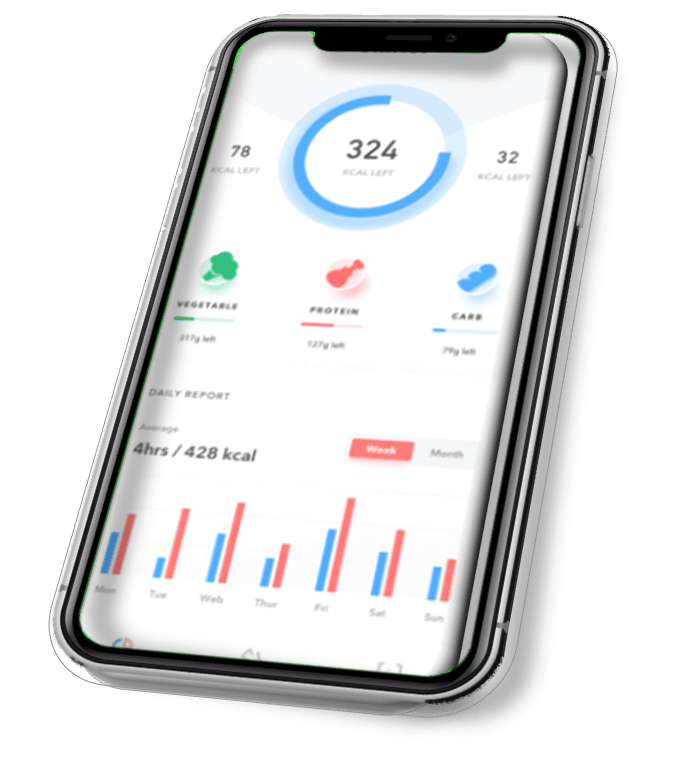 324
78
32
KCAL LEFT
KCAL LEFT
KCAL LEFT
VEGETABLE
PROTEIN
CARB
317g left
127g left
79g left
DAILY REPORT
Average
4hrs / 428 kcal
Week
Month
Mon
Tue
Web
Thur
Fri
Sat
Sun